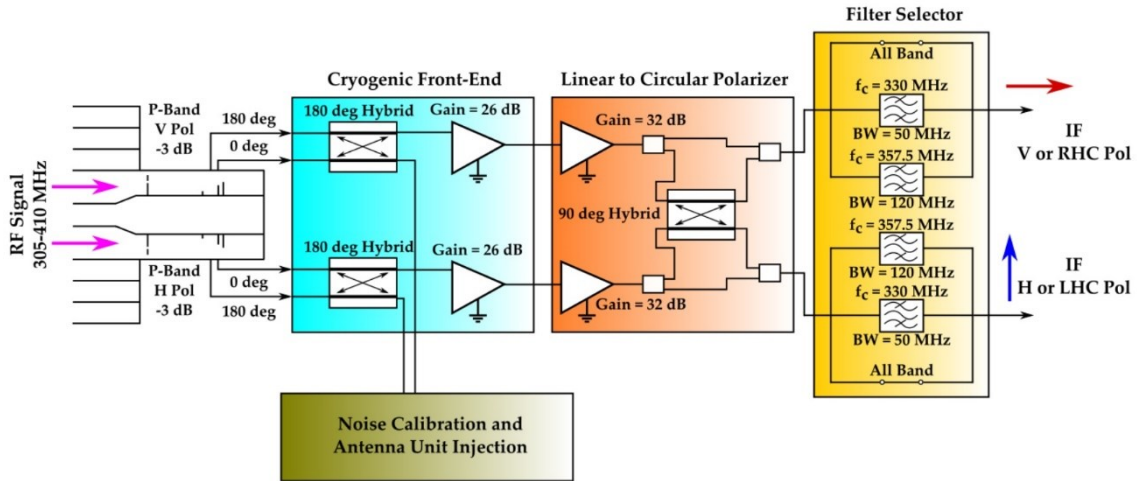 Filter Selector
Cryogenic Front-End
Linear to Circular Polarizer
RF Signal
305-410 MHz
P-Band
V Pol
-3 dB
180 deg
0 deg
P-Band
H Pol
-3 dB
0 deg
180 deg
180 deg Hybrid
Gain = 26 dB
180 deg Hybrid
Gain = 26 dB
Gain = 32 dB
90 deg Hybrid
Gain = 32 dB
All Band
fc = 330 MHz
BW = 50 MHz
fc = 357.5 MHz
BW = 120 MHz
fc = 357.5 MHz
BW = 120 MHz
fc = 330 MHz
BW = 50 MHz
All Band
IF
V or RHC Pol
IF
H or LHC Pol
Noise Calibration and
Antenna Unit Injection